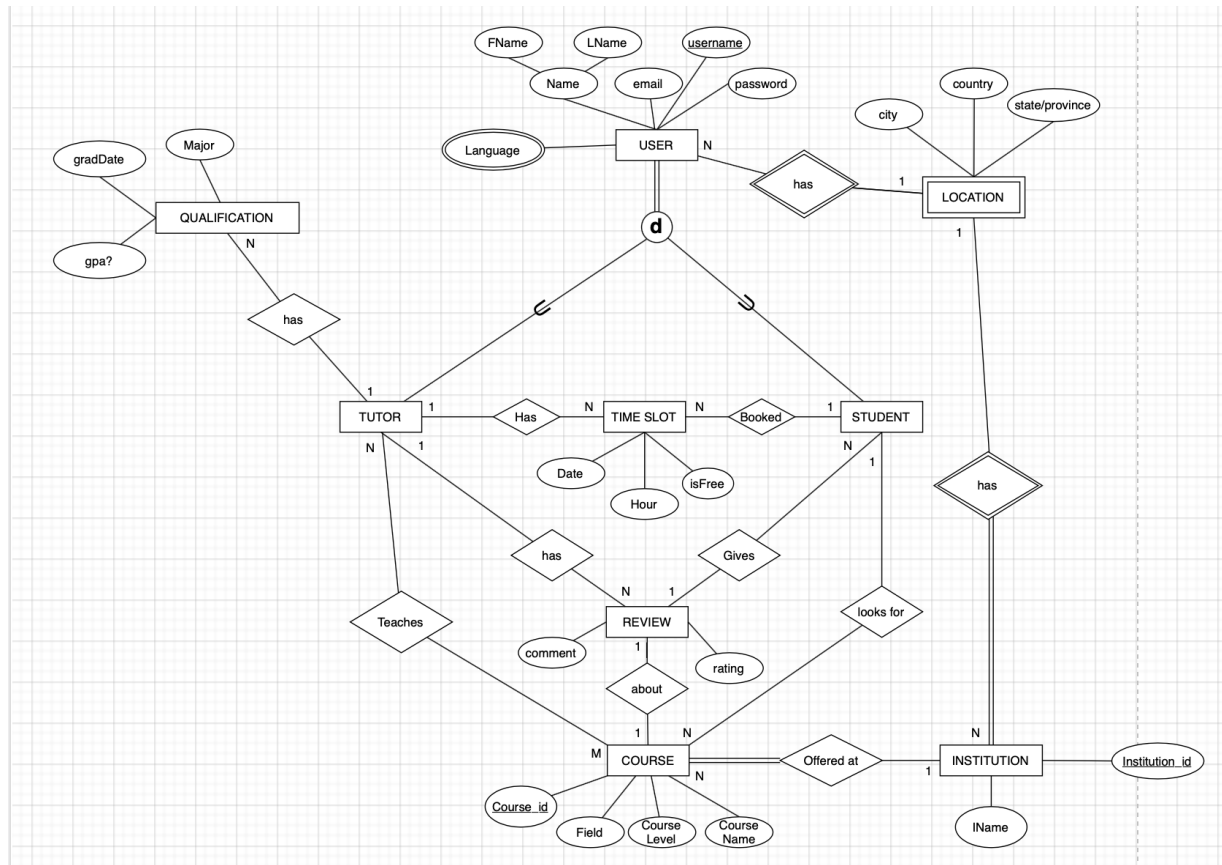 FName
LName
username
Name
email
password
Language
USER
N
has
1
city
country
state/province
LOCATION
1
gradDate
Major
QUALIFICATION
gpa?
N
has
1
d
TUTOR
1
Has
N
TIME SLOT
N
Booked
1
STUDENT
N
1
N
1
Date
Hour
isFree
has
has
Gives
N
1
Teaches
REVIEW
looks for
comment
1
rating
about
1
N
M
COURSE
N
Offered at
1
INSTITUTION
N
Institution_id
Course_id
Field
Course
Level
Course
Name
IName